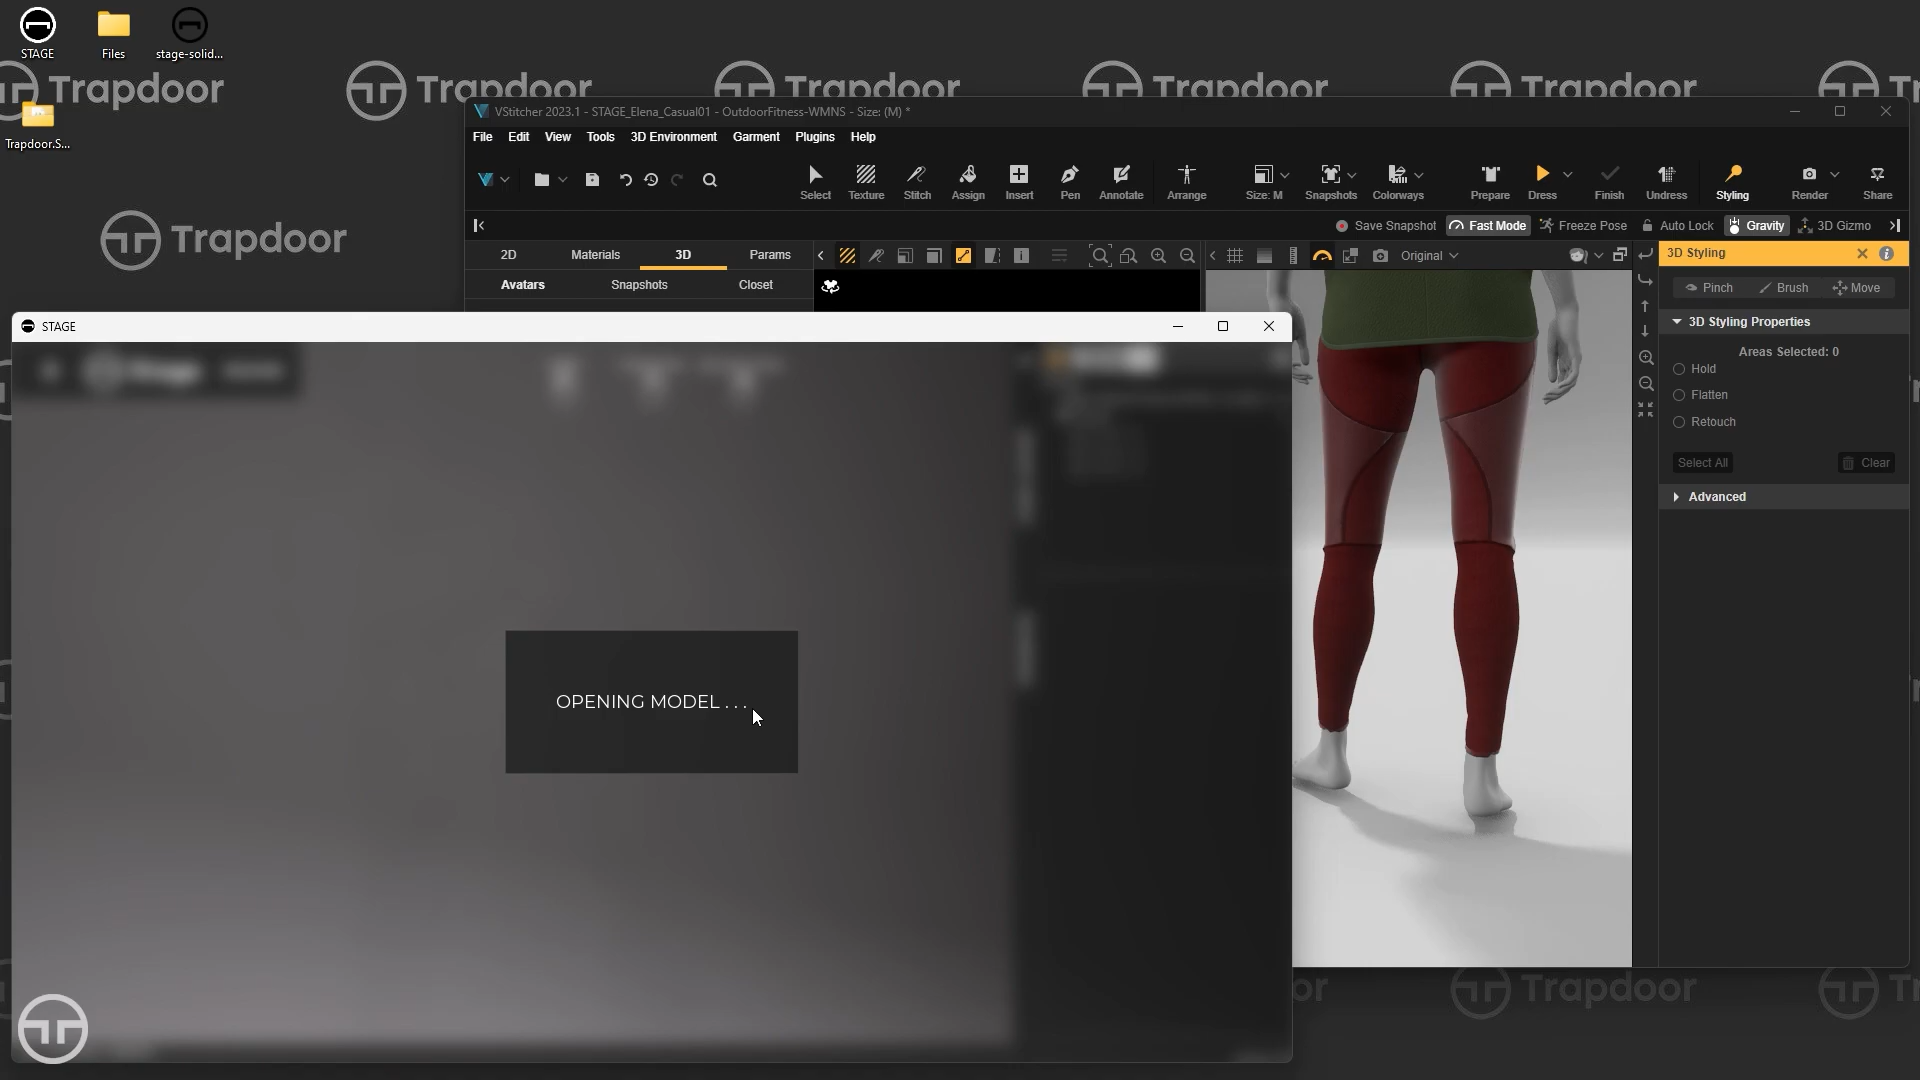 STAGE
Files
stage-solid...
Trapdoor.S...
Trapdoor
Trapdoor
Trapdoor
Trapdoor
Trapdoor
Trapdoor
VStitcher 2023.1 - STAGE_Elena_Casual01 - OutdoorFitness-WMNS - Size: (M) *
File Edit View Tools 3D Environment Garment Plugins Help
Select Texture Stitch Assign Insert Pen Annotate Arrange Size: M Snapshots Colorways Prepare Dress Finish Undress Styling Render Share
Save Snapshot Fast Mode Freeze Pose Auto Lock Gravity 3D Gizmo
2D Materials 3D Params
Original
3D Styling
Avatars Snapshots Closet
Pinch Brush Move
3D Styling Properties
Areas Selected: 0
Hold
Flatten
Retouch
Select All Clear
Advanced
STAGE
OPENING MODEL . . .
Trapdoor